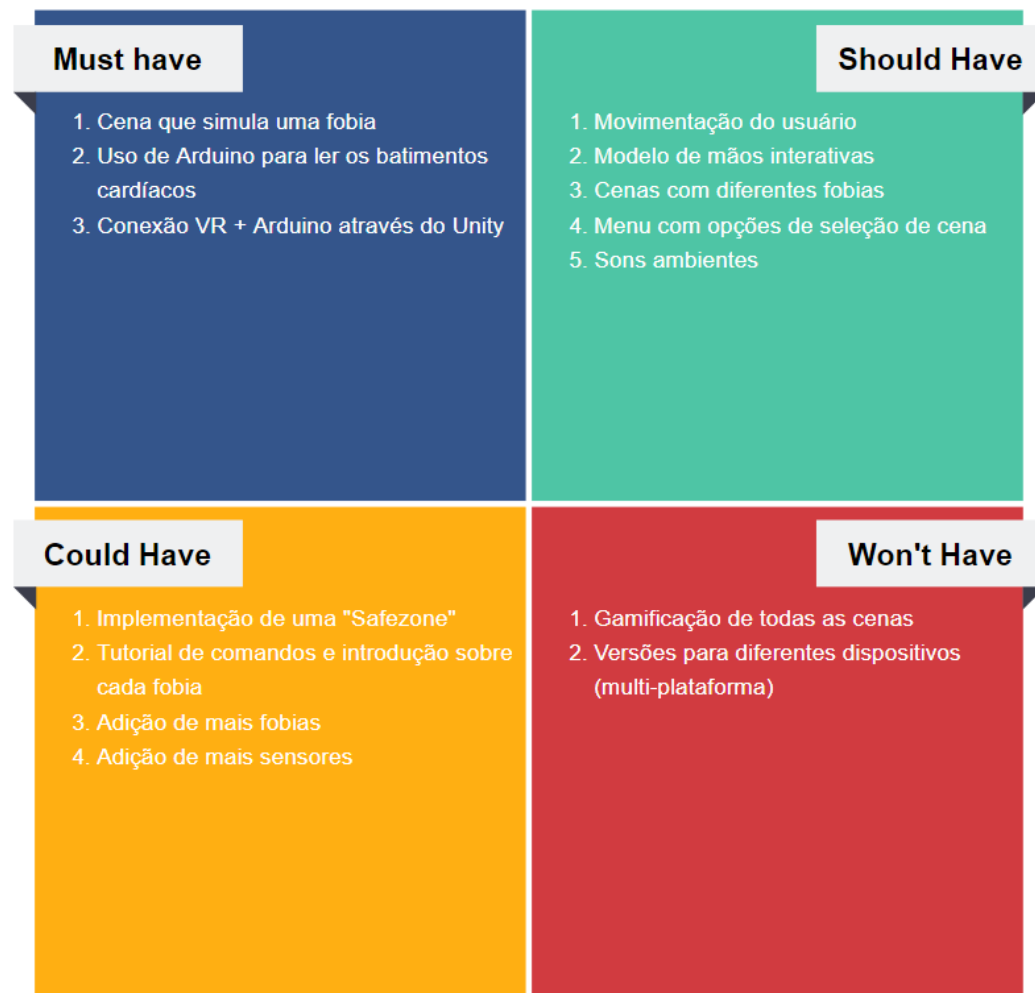 Must have
1. Cena que simula uma fobia
2. Uso de Arduino para ler os batimentos
cardíacos
3. Conexão VR + Arduino através do Unity
Should Have
1. Movimentação do usuário
2. Modelo de mãos interativas
3. Cenas com diferentes fobias
4. Menu com opções de seleção de cena
5. Sons ambientes
Could Have
1. Implementação de uma "Safezone"
2. Tutorial de comandos e introdução sobre
cada fobia
3. Adição de mais fobias
4. Adição de mais sensores
Won't Have
1. Gamificação de todas as cenas
2. Versões para diferentes dispositivos
(multi-plataforma)